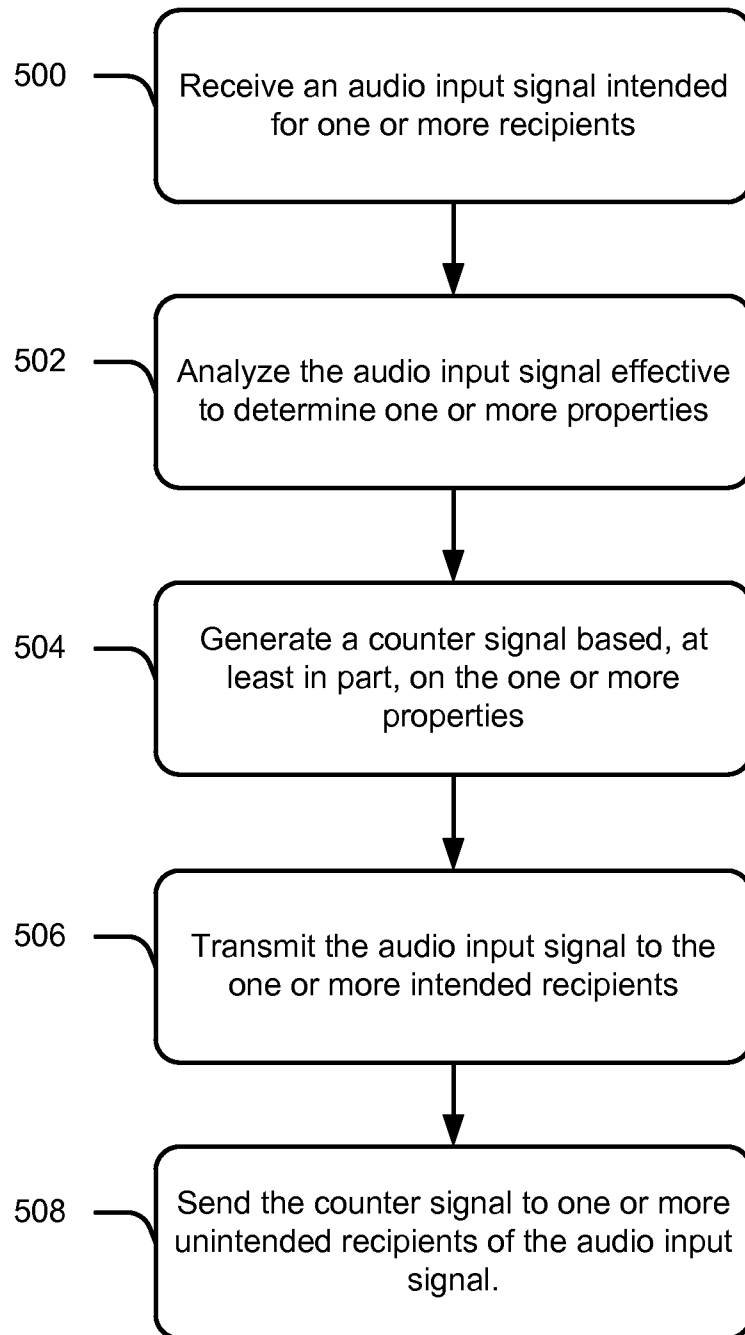 500
Receive an audio input signal intended
for one or more recipients
502
Analyze the audio input signal effective
to determine one or more properties
504
Generate a counter signal based, at
least in part, on the one or more
properties
506
Transmit the audio input signal to the
one or more intended recipients
508
Send the counter signal to one or more
unintended recipients of the audio input
signal.